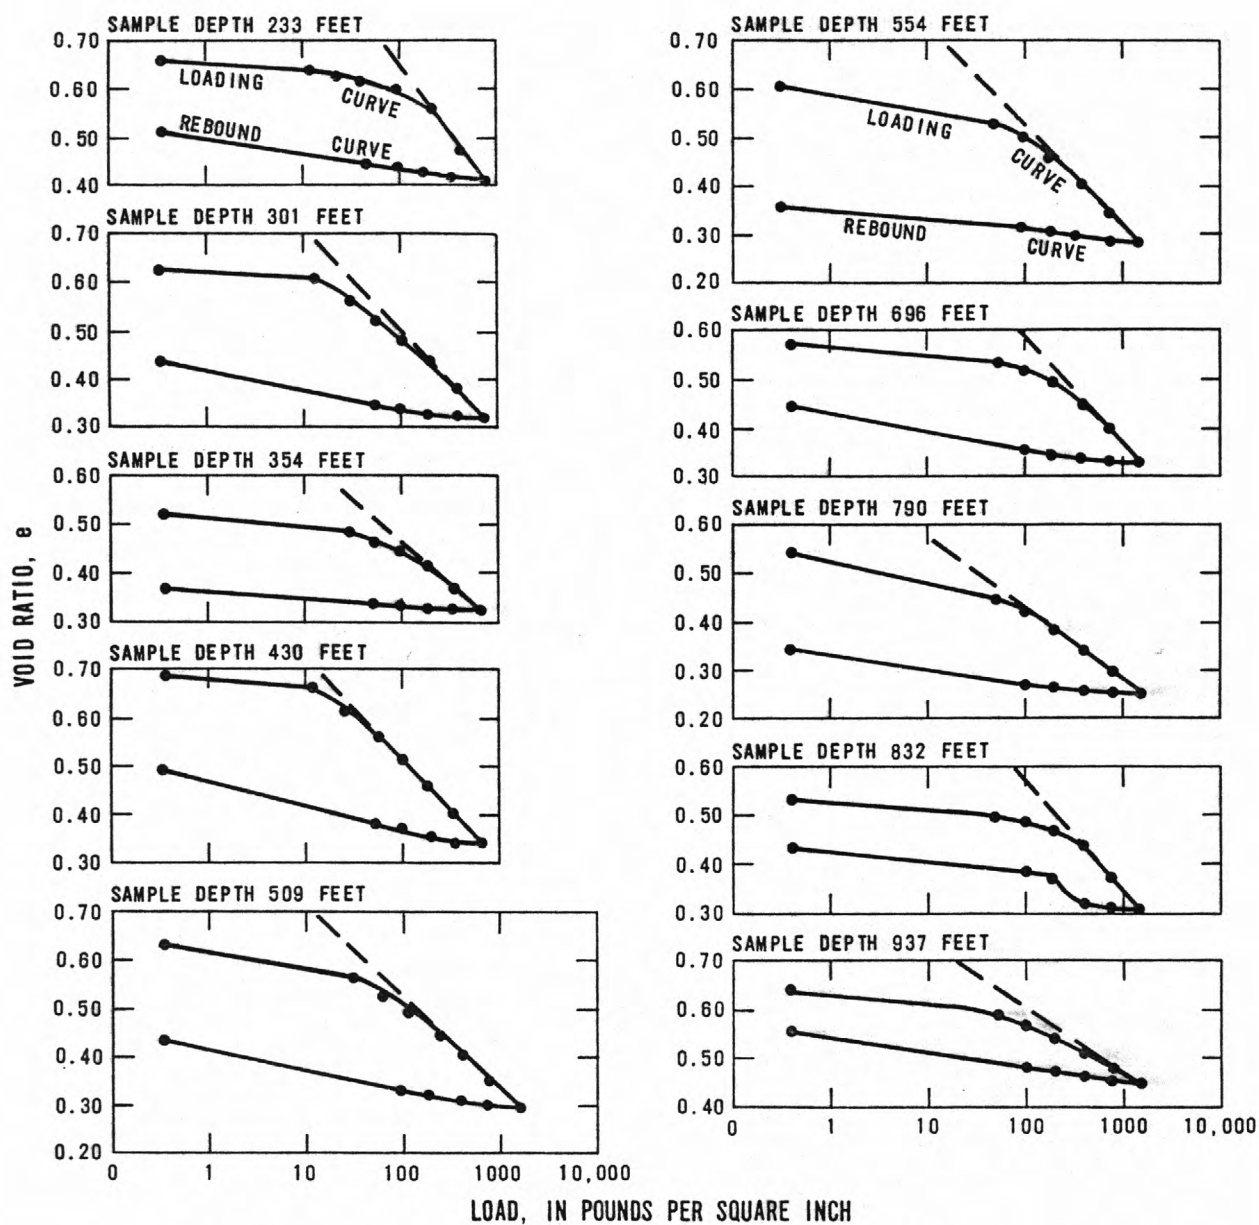 SAMPLE DEPTH 233 FEET
0.70
0.60
0.50
0.40
LOADING
CURVE
REBOUND
CURVE
SAMPLE DEPTH 301 FEET
0.70
0.60
0.50
0.40
0.30
SAMPLE DEPTH 354 FEET
0.60
0.50
0.40
0.30
SAMPLE DEPTH 430 FEET
0.70
0.60
0.50
0.40
0.30
SAMPLE DEPTH 509 FEET
0.70
0.60
0.50
0.40
0.30
0.20
0 1 10 100 1000 10,000
VOID RATIO, e
SAMPLE DEPTH 554 FEET
0.70
0.60
0.50
0.40
0.30
0.20
LOADING
CURVE
REBOUND
CURVE
SAMPLE DEPTH 696 FEET
0.60
0.50
0.40
0.30
SAMPLE DEPTH 790 FEET
0.60
0.50
0.40
0.30
0.20
SAMPLE DEPTH 832 FEET
0.60
0.50
0.40
0.30
SAMPLE DEPTH 937 FEET
0.70
0.60
0.50
0.40
0 1 10 100 1000 10,000
LOAD, IN POUNDS PER SQUARE INCH